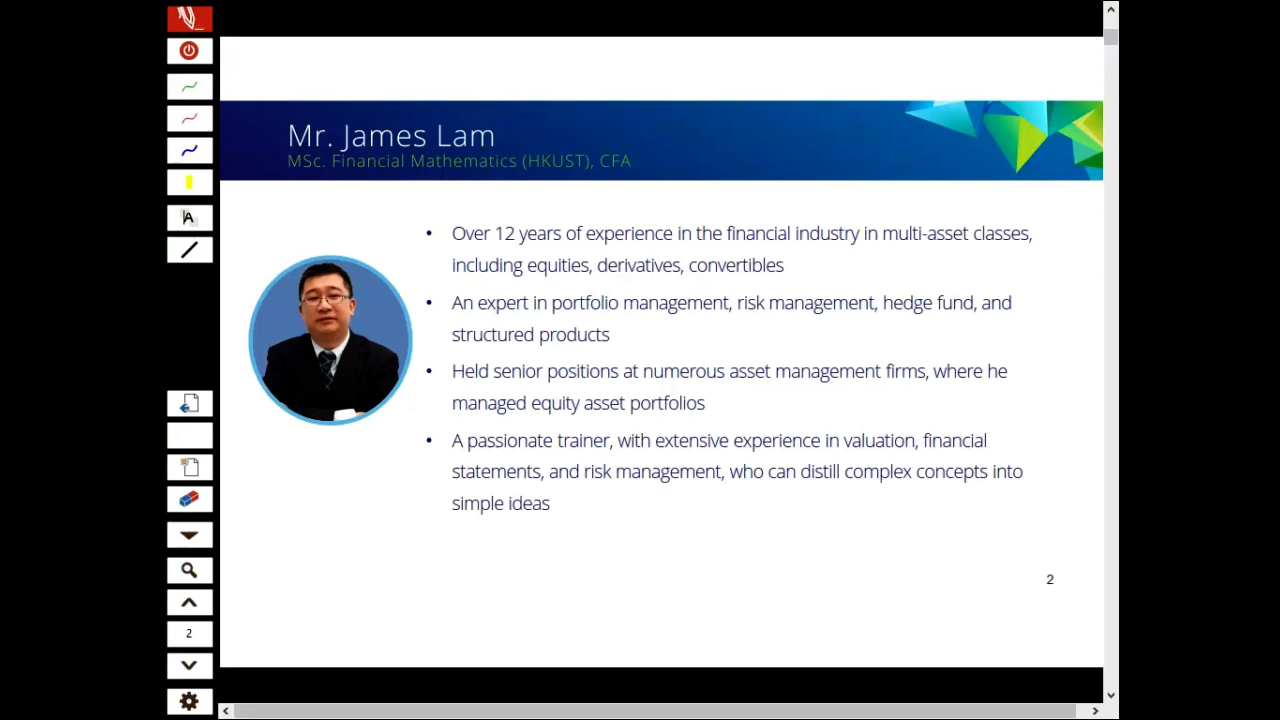 Mr. James Lam
MSc. Financial Mathematics (HKUST), CFA
• Over 12 years of experience in the financial industry in multi-asset classes,
including equities, derivatives, convertibles
• An expert in portfolio management, risk management, hedge fund, and
structured products
• Held senior positions at numerous asset management firms, where he
managed equity asset portfolios
• A passionate trainer, with extensive experience in valuation, financial
statements, and risk management, who can distill complex concepts into
simple ideas
2
A
2